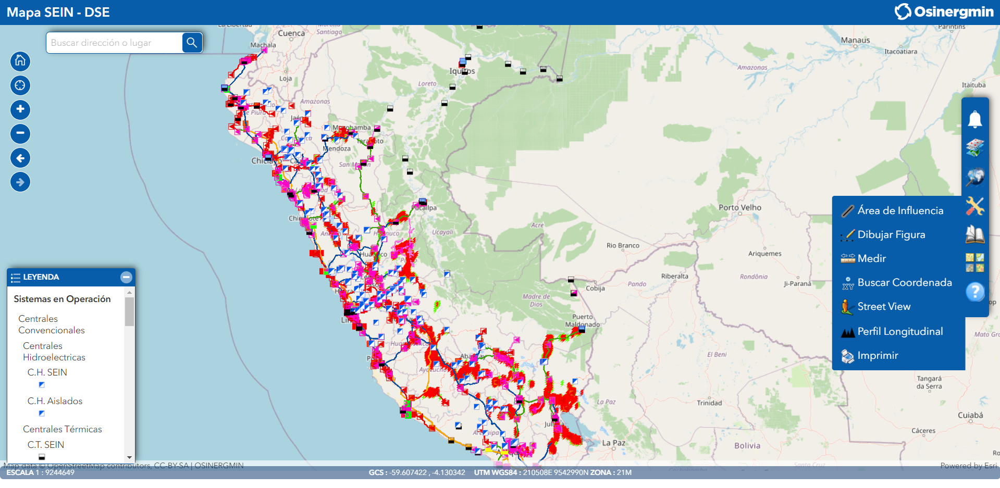 Mapa SEIN - DSE
Osinergmin
Buscar dirección o lugar
Cuenca
Santiago
Machala
Loja
Amazonas
Jaén
Iquitos
Loreto
Manaus
Itacoatiara
Parintins
Amazonas
Itaituba
Mendoza
Ucayali
Acre
Porto Velho
Rio Branco
Ariquemes
Rondônia
Riberalta
Ji-Paraná
Cobija
Pando
Madre de
Dios
Puerto
Maldonado
El Beni
Mato Gro
Tangará
da Serra
Trinidad
La Paz
La Paz
Cuiabá
Cáceres
Bolivia
Santa Cruz
Área de Influencia
Dibujar Figura
Medir
Buscar Coordenada
Street View
Perfil Longitudinal
Imprimir
LEYENDA
Sistemas en Operación
Centrales
Convencionales
Centrales
Hidroelectricas
C.H. SEIN
C.H. Aislados
Centrales Térmicas
C.T. SEIN
Map data © OpenStreetMap contributors, CC-BY-SA | OSINERGMIN
Powered by Esri
ESCALA 1 : 9244649
GCS : -59.607422 , -4.130342 UTM WGS84 : 210508E 9542990N ZONA : 21M